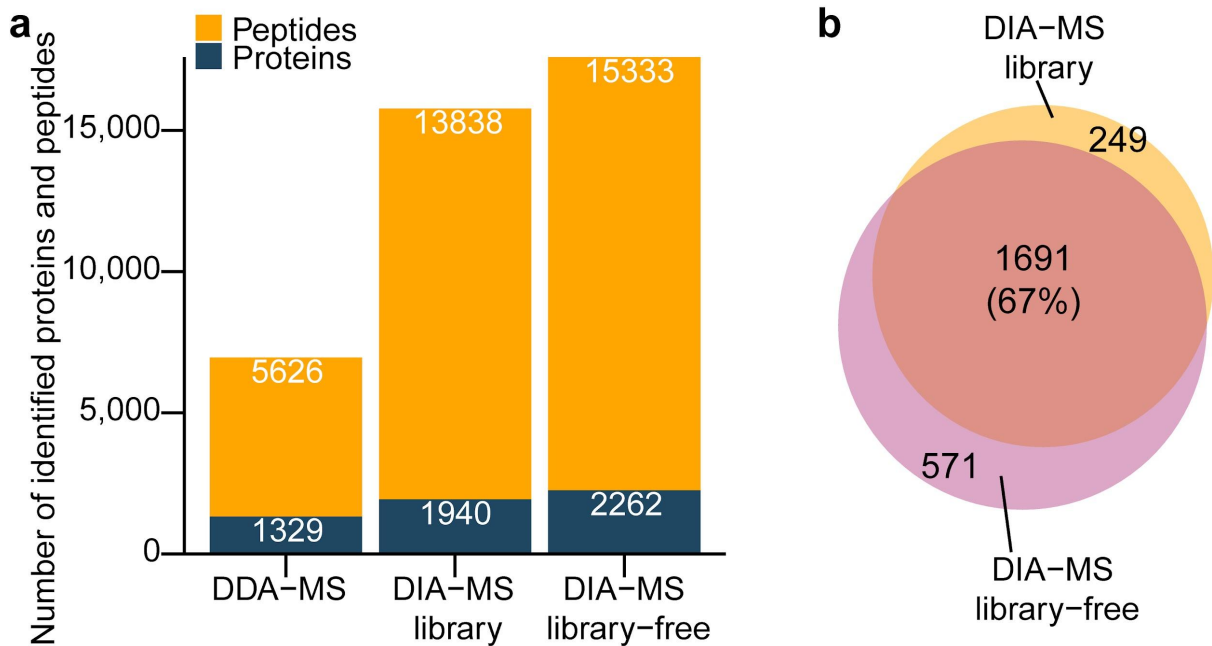 a
Number of identified proteins and peptides
Peptides
Proteins
15,000
10,000
5,000
0
5626
1329
13838
1940
15333
2262
DDA−MS
DIA−MS
library
DIA−MS
library−free
b
DIA−MS
library
249
1691
(67%)
571
DIA−MS
library−free